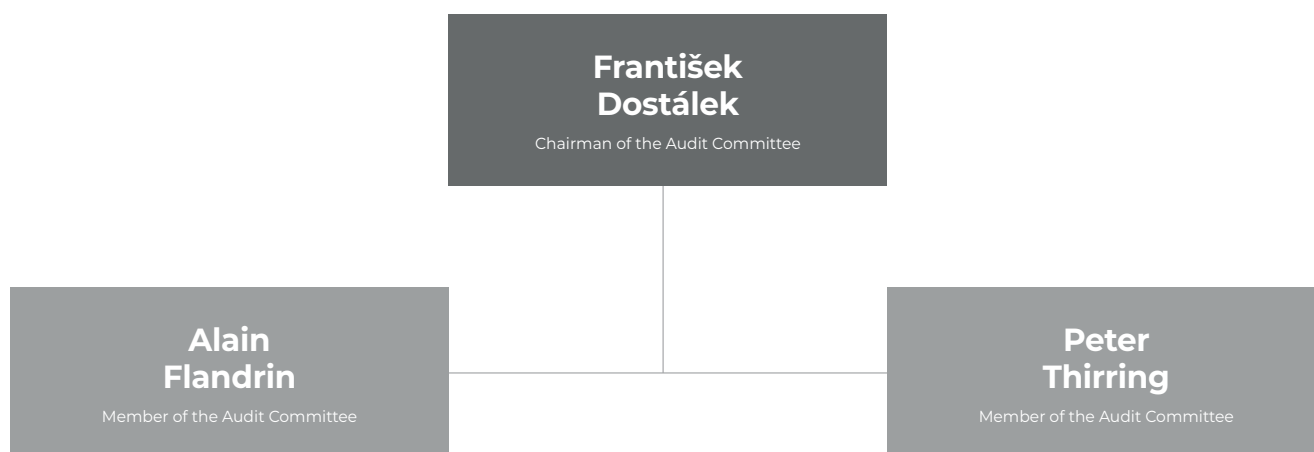 František
Dostálek
Chairman of the Audit Committee
Alain
Flandrin
Member of the Audit Committee
Peter
Thirring
Member of the Audit Committee